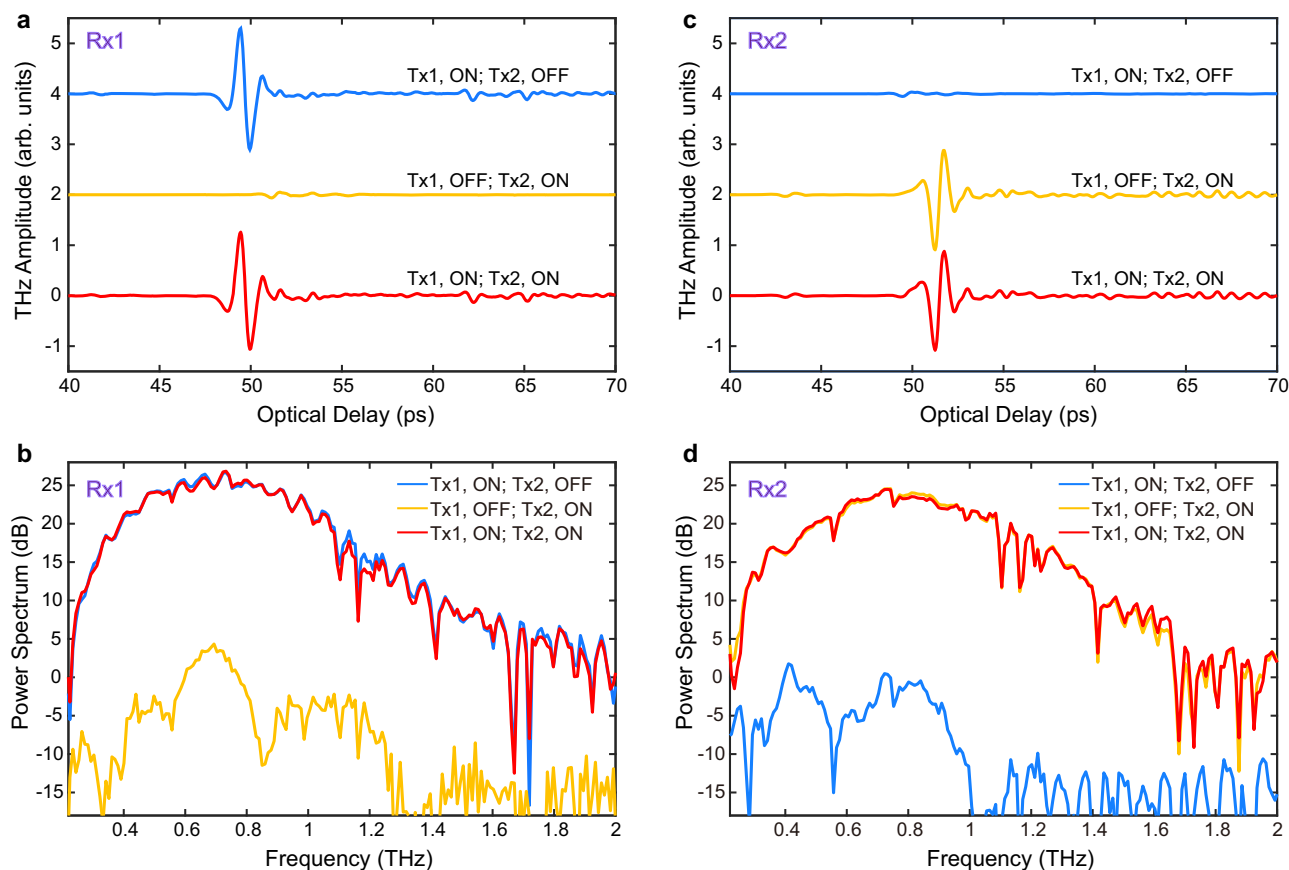 a
Rx1
Tx1, ON; Tx2, OFF
Tx1, OFF; Tx2, ON
Tx1, ON; Tx2, ON
THz Amplitude (arb. units)
5
4
3
2
1
0
-1
40 45 50 55 60 65 70
Optical Delay (ps)
c
Rx2
Tx1, ON; Tx2, OFF
Tx1, OFF; Tx2, ON
Tx1, ON; Tx2, ON
THz Amplitude (arb. units)
5
4
3
2
1
0
-1
40 45 50 55 60 65 70
Optical Delay (ps)
b
Rx1
Tx1, ON; Tx2, OFF
Tx1, OFF; Tx2, ON
Tx1, ON; Tx2, ON
Power Spectrum (dB)
25
20
15
10
5
0
-5
-10
-15
0.4 0.6 0.8 1 1.2 1.4 1.6 1.8 2
Frequency (THz)
d
Rx2
Tx1, ON; Tx2, OFF
Tx1, OFF; Tx2, ON
Tx1, ON; Tx2, ON
Power Spectrum (dB)
25
20
15
10
5
0
-5
-10
-15
0.4 0.6 0.8 1 1.2 1.4 1.6 1.8 2
Frequency (THz)